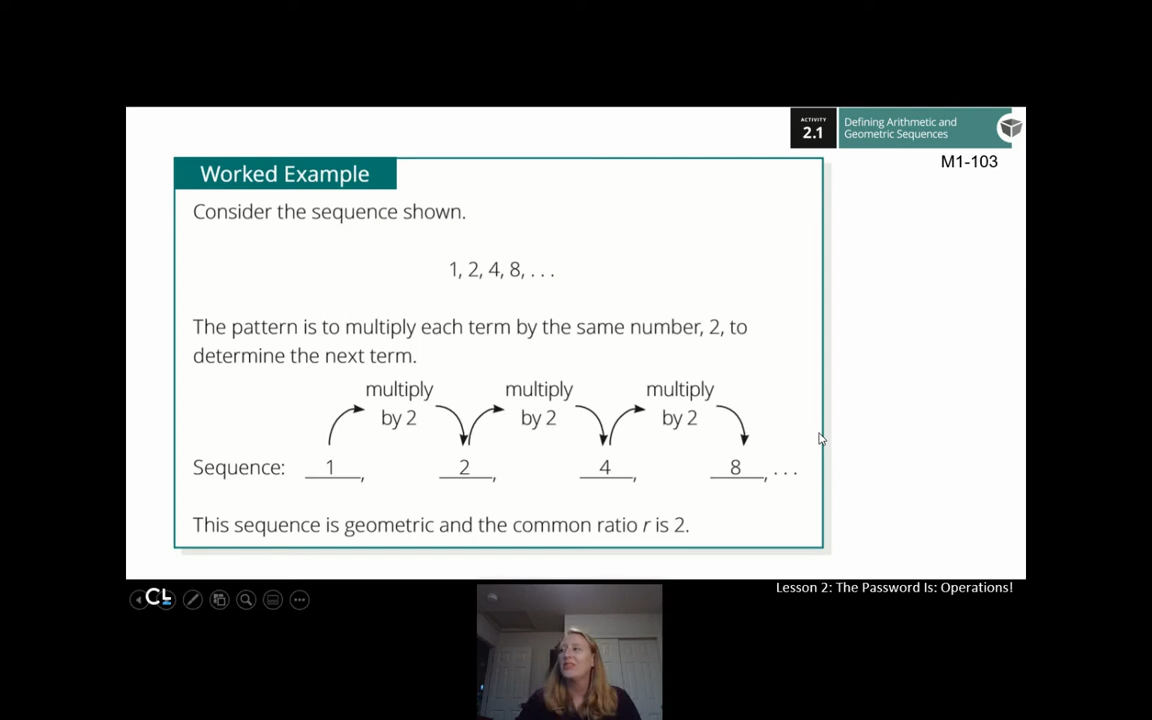 ACTIVITY
2.1
Defining Arithmetic and
Geometric Sequences
M1-103
Worked Example
Consider the sequence shown.
1, 2, 4, 8, . . .
The pattern is to multiply each term by the same number, 2, to
determine the next term.
multiply multiply multiply
by 2 by 2 by 2
Sequence: 1, 2, 4, 8, . . .
This sequence is geometric and the common ratio r is 2.
Lesson 2: The Password Is: Operations!
CL